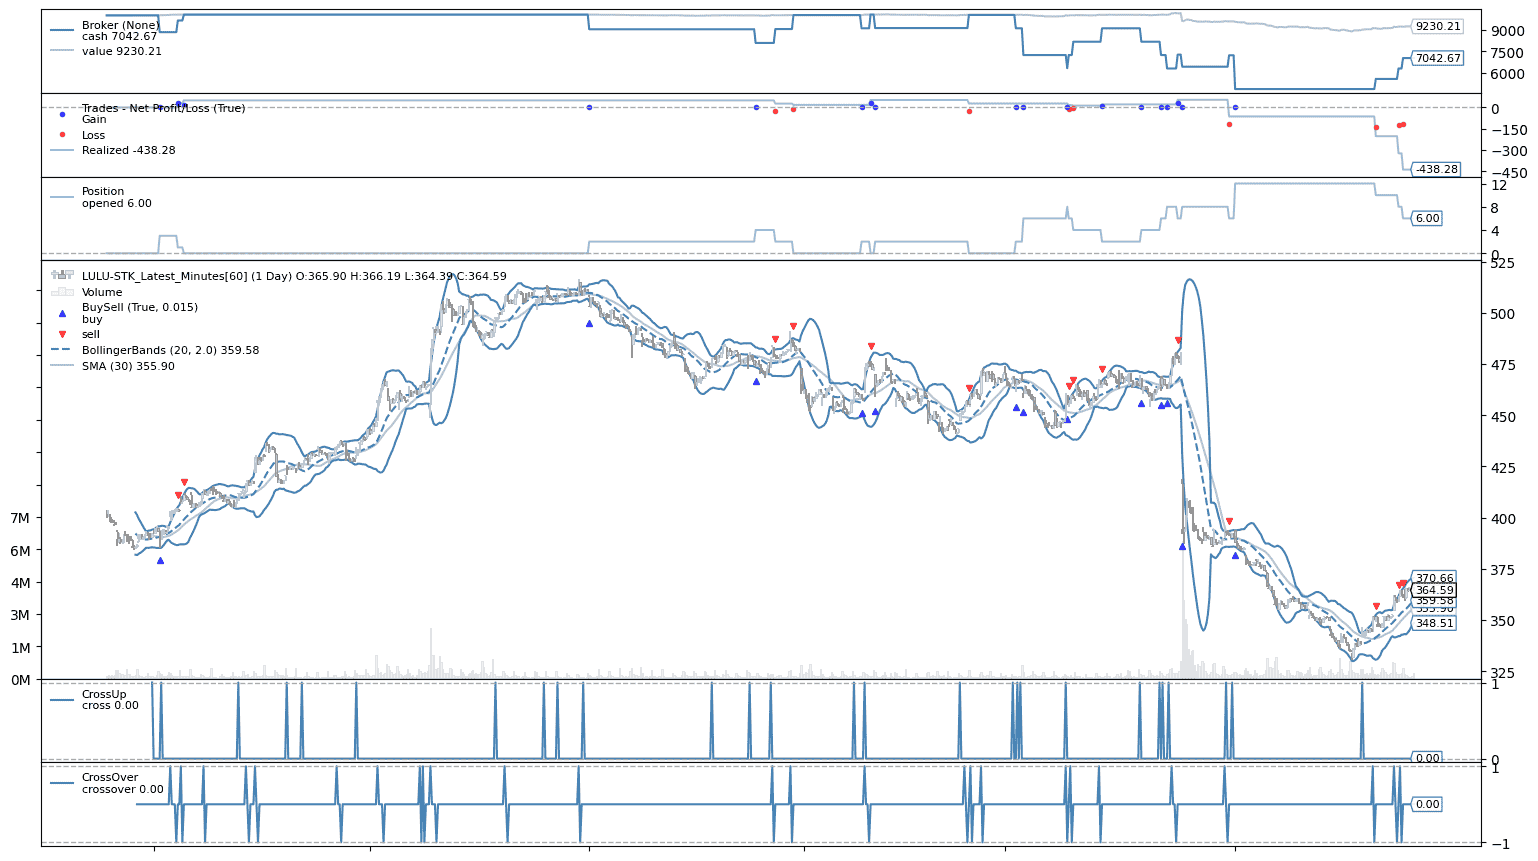 Broker (None)
cash 7042.67
value 9230.21
9230.21
9000
7500
7042.67
6000
Trades - Net Profit/Loss (True)
Gain
Loss
Realized -438.28
0
−150
−300
-438.28
−450
Position
opened 6.00
12
8
6.00
4
0
LULU-STK_Latest_Minutes[60] (1 Day) O:365.90 H:366.19 L:364.39 C:364.59
Volume
BuySell (True, 0.015)
buy
sell
BollingerBands (20, 2.0) 359.58
SMA (30) 355.90
525
500
475
450
425
400
375
370.66
364.59
359.58
355.90
350
348.51
325
7M
6M
4M
3M
1M
0M
CrossUp
cross 0.00
1
0
0.00
CrossOver
crossover 0.00
1
0.00
−1